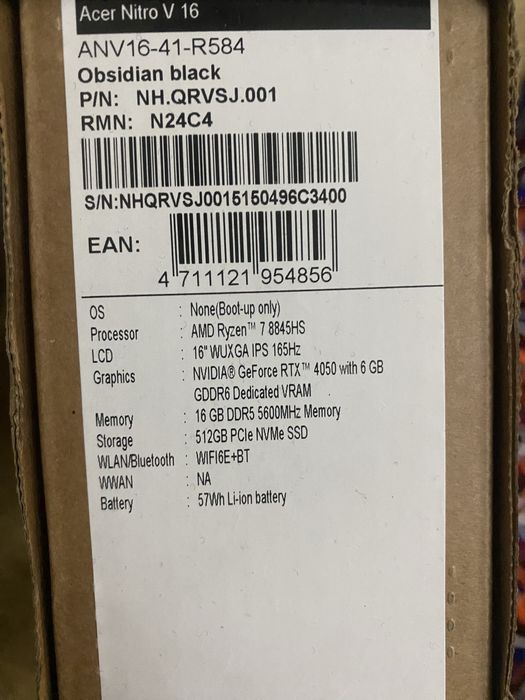 Acer Nitro V 16
ANV16-41-R584
Obsidian black
P/N: NH.QRVSJ.001
RMN: N24C4
S/N:NHQRVSJ0015150496C3400
EAN:
4 711121 954856
OS : None(Boot-up only)
Processor : AMD Ryzen™ 7 8845HS
LCD : 16" WUXGA IPS 165Hz
Graphics : NVIDIA® GeForce RTX™ 4050 with 6 GB
GDDR6 Dedicated VRAM
Memory : 16 GB DDR5 5600MHz Memory
Storage : 512GB PCIe NVMe SSD
WLAN/Bluetooth : WIFI6E+BT
WWAN : NA
Battery : 57Wh Li-ion battery